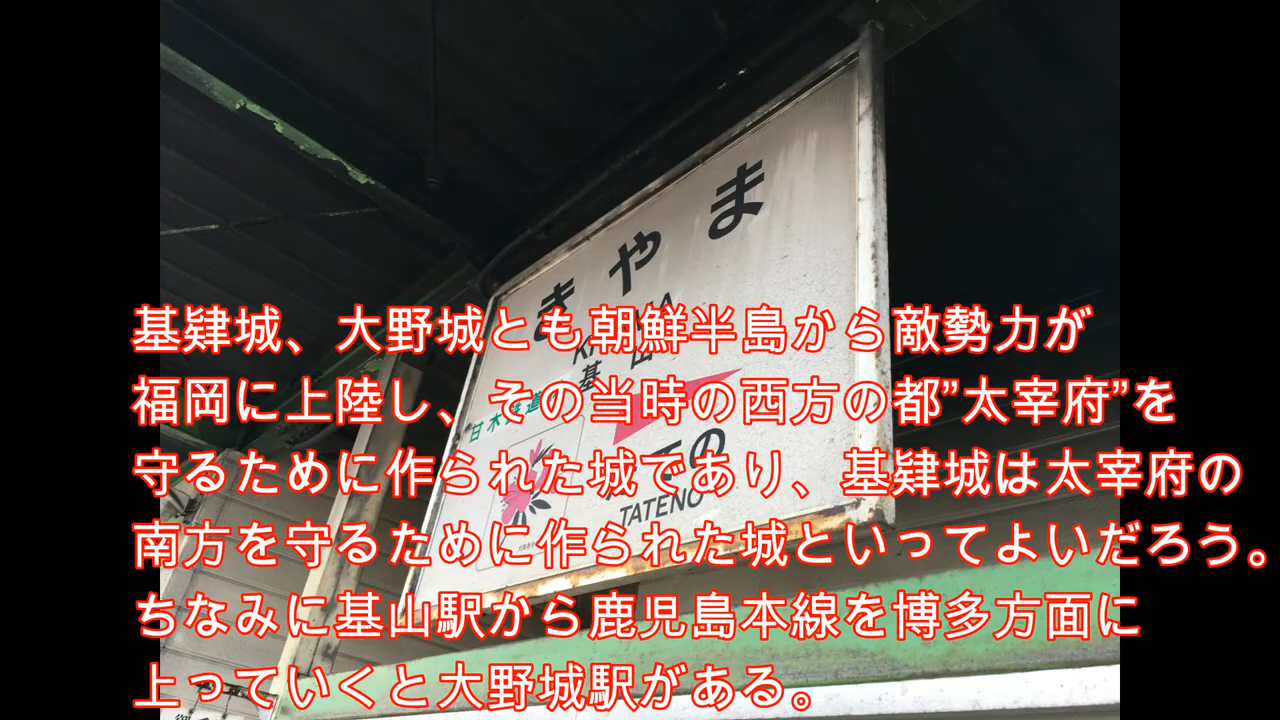 きやま
基
甘木鉄道
の
TATENO
基肄城、大野城とも朝鮮半島から敵勢力が
福岡に上陸し、その当時の西方の都”太宰府”を
守るために作られた城であり、基肄城は太宰府の
南方を守るために作られた城といってよいだろう。
ちなみに基山駅から鹿児島本線を博多方面に
上っていくと大野城駅がある。